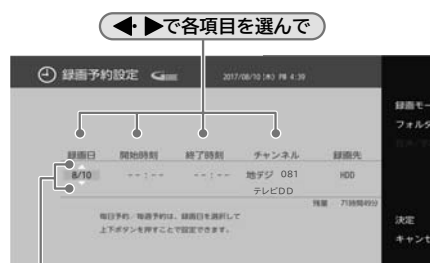 ◀・▶で各項目を選んで
録画予約設定
2017/08/10(木) PM 4:39
録画モー
フォルダ
録画日 開始時刻 終了時刻 チャンネル 録画先
8/10 --:-- --:-- 地デジ 081 HDD
テレビDD
残量 71時間49分
毎日予約/毎週予約は、録画日を選択して
上下ボタンを押すことで設定できます。
決定
キャンセ